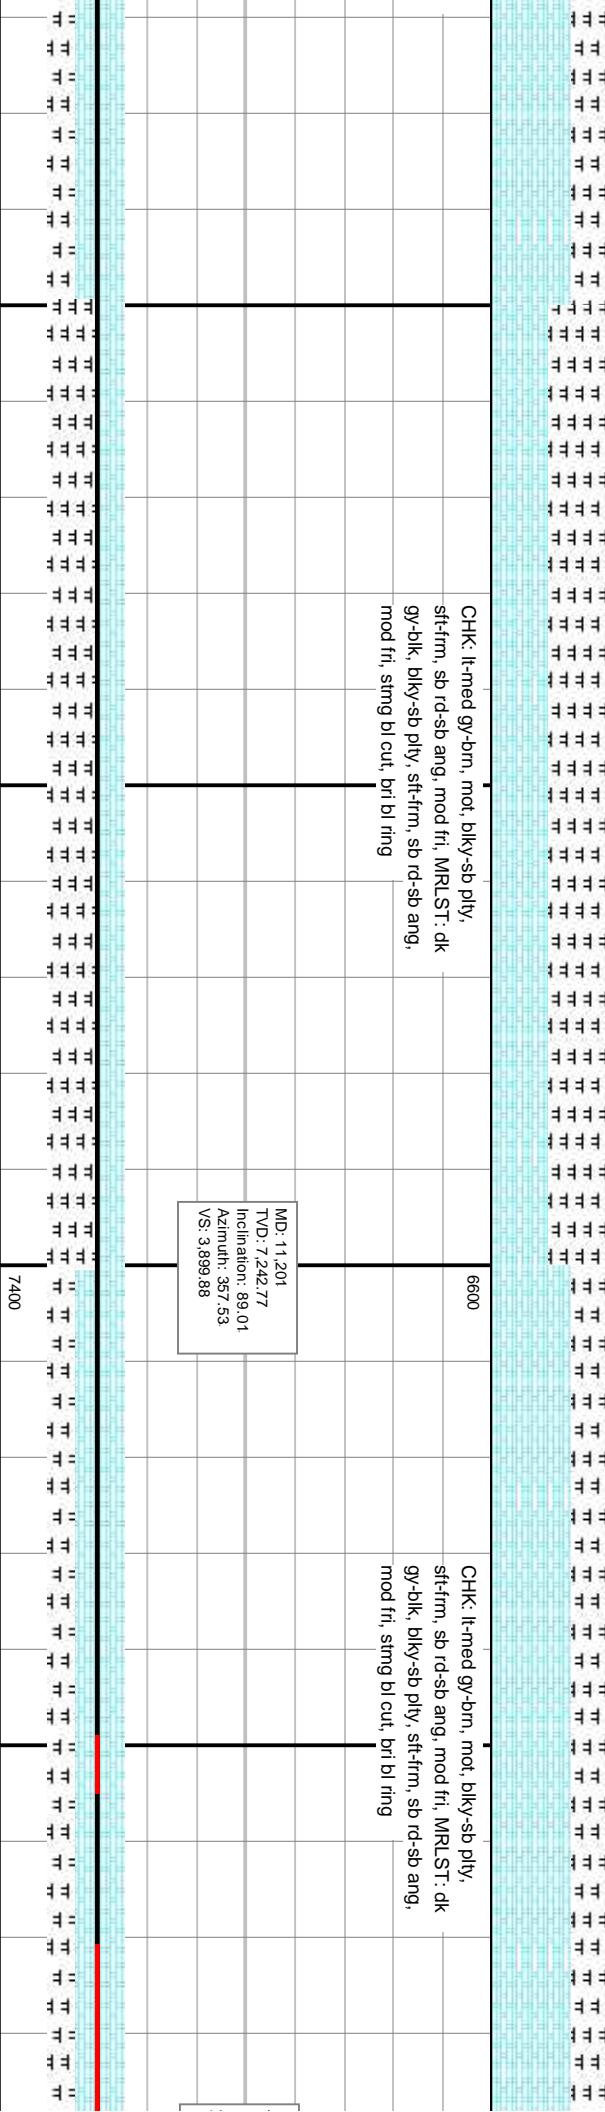 CHK: lt-med gy-brn, mot, blky-sb plty,
sft-frm, sb rd-sb ang, mod fri, MRLST: dk
gy-blk, blky-sb plty, sft-frm, sb rd-sb ang,
mod fri, stmg bl cut, bri bl ring
6600
MD: 11,201
TVD: 7,242.77
Inclination: 89.01
Azimuth: 357.53
VS: 3,899.88
7400
CHK: lt-med gy-brn, mot, blky-sb plty,
sft-frm, sb rd-sb ang, mod fri, MRLST: dk
gy-blk, blky-sb plty, sft-frm, sb rd-sb ang,
mod fri, stmg bl cut, bri bl ring